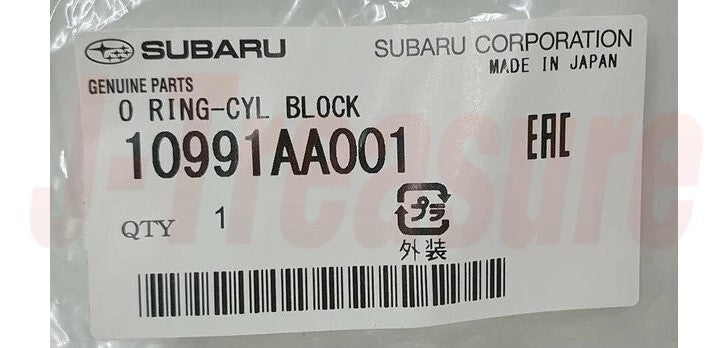 SUBARU
SUBARU CORPORATION
MADE IN JAPAN
GENUINE PARTS
O RING-CYL BLOCK
10991AA001
EAC
QTY 1
プラ
外装
J-Treasure